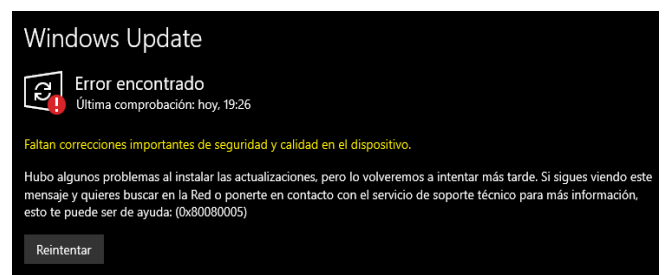 Windows Update
Error encontrado
Última comprobación: hoy, 19:26
Faltan correcciones importantes de seguridad y calidad en el dispositivo.
Hubo algunos problemas al instalar las actualizaciones, pero lo volveremos a intentar más tarde. Si sigues viendo este
mensaje y quieres buscar en la Red o ponerte en contacto con el servicio de soporte técnico para más información,
esto te puede ser de ayuda: (0x80080005)
Reintentar